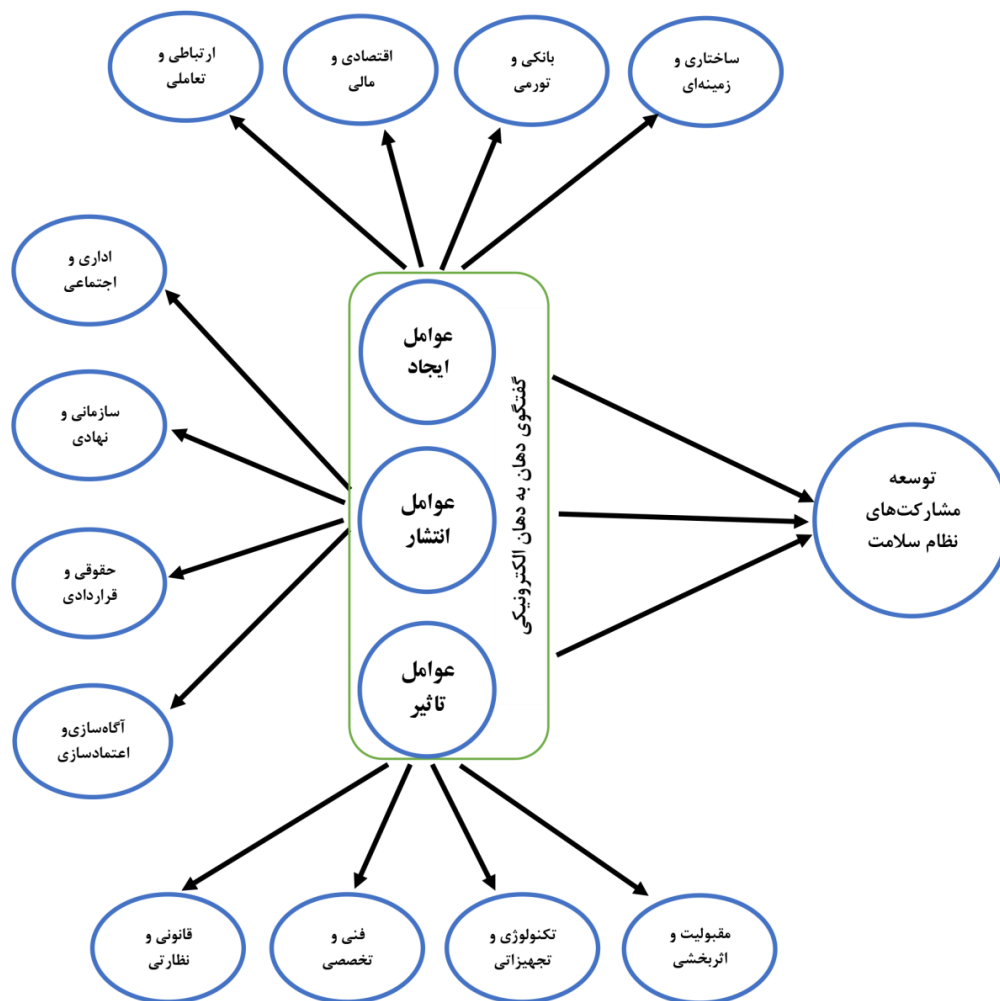 ساختاری و
زمینه‌ای
بانکی و
تورمی
اقتصادی و
مالی
ارتباطی و
تعاملی
عوامل
ایجاد
عوامل
انتشار
عوامل
تاثیر
گفتگوی دهان به دهان الکترونیکی
توسعه
مشارکت‌های
نظام سلامت
اداری و
اجتماعی
سازمانی و
نهادی
حقوقی و
قراردادی
آگاه‌سازی‌و
اعتمادسازی
مقبولیت و
اثربخشی
تکنولوژی و
تجهیزاتی
فنی و
تخصصی
قانونی و
نظارتی